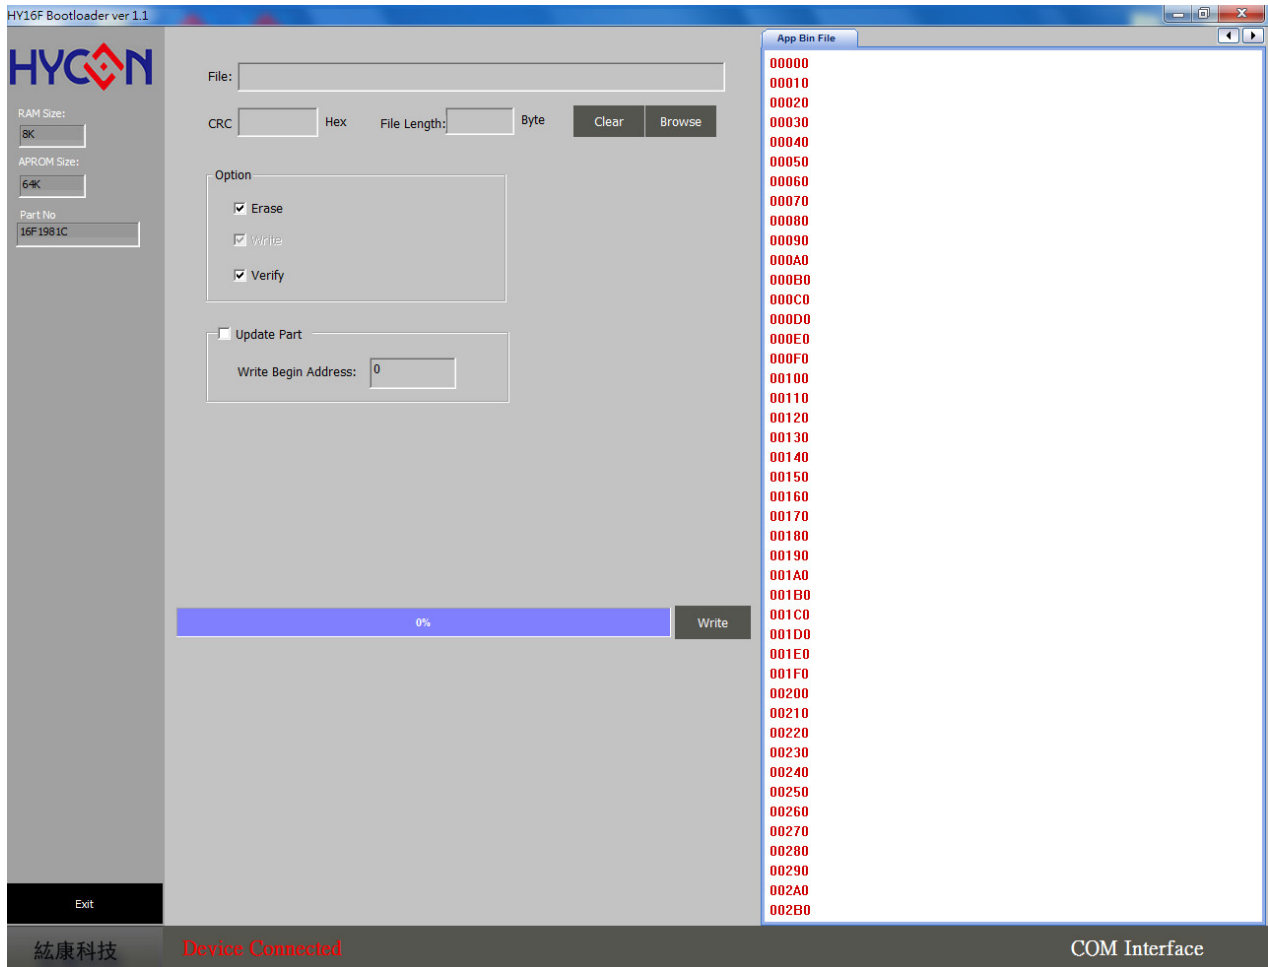 HY16F Bootloader ver 1.1
HYCON
RAM Size:
8K
APROM Size:
64K
Part No
16F1981C
Exit
紘康科技
File:
CRC
Hex
File Length:
Byte
Clear
Browse
Option
Erase
Write
Verify
Update Part
Write Begin Address:
0
0%
Write
App Bin File
00000
00010
00020
00030
00040
00050
00060
00070
00080
00090
000A0
000B0
000C0
000D0
000E0
000F0
00100
00110
00120
00130
00140
00150
00160
00170
00180
00190
001A0
001B0
001C0
001D0
001E0
001F0
00200
00210
00220
00230
00240
00250
00260
00270
00280
00290
002A0
002B0
Device Connected
COM Interface